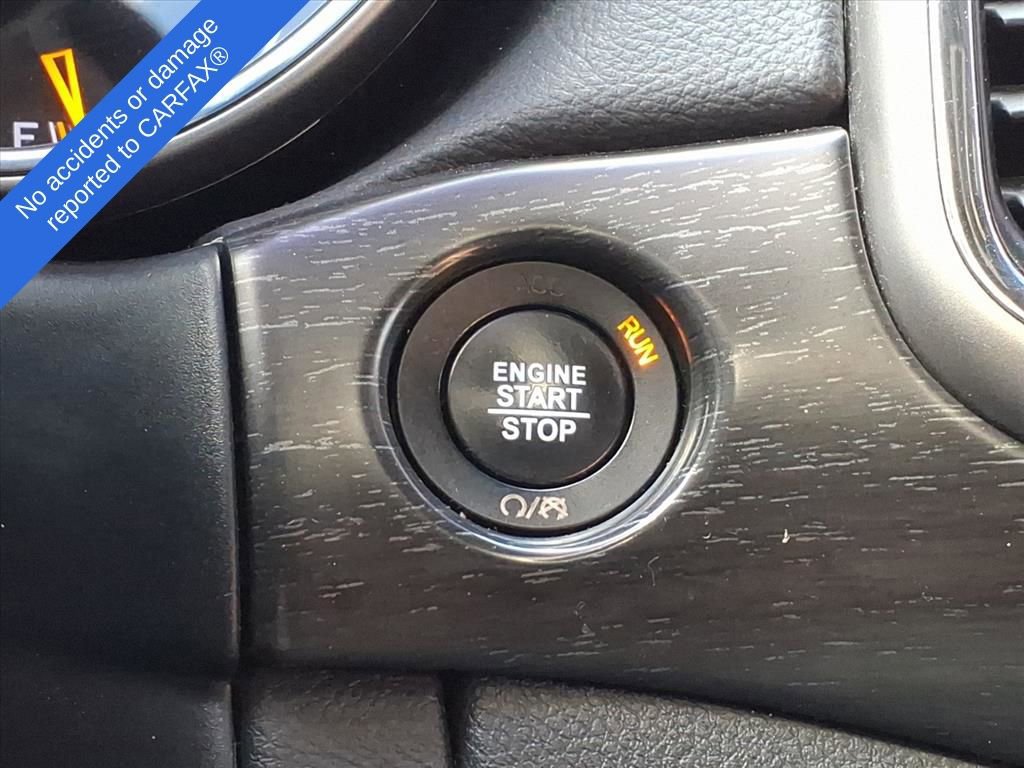 No accidents or damage
reported to CARFAX®
E
ACC
RUN
ENGINE
START
STOP